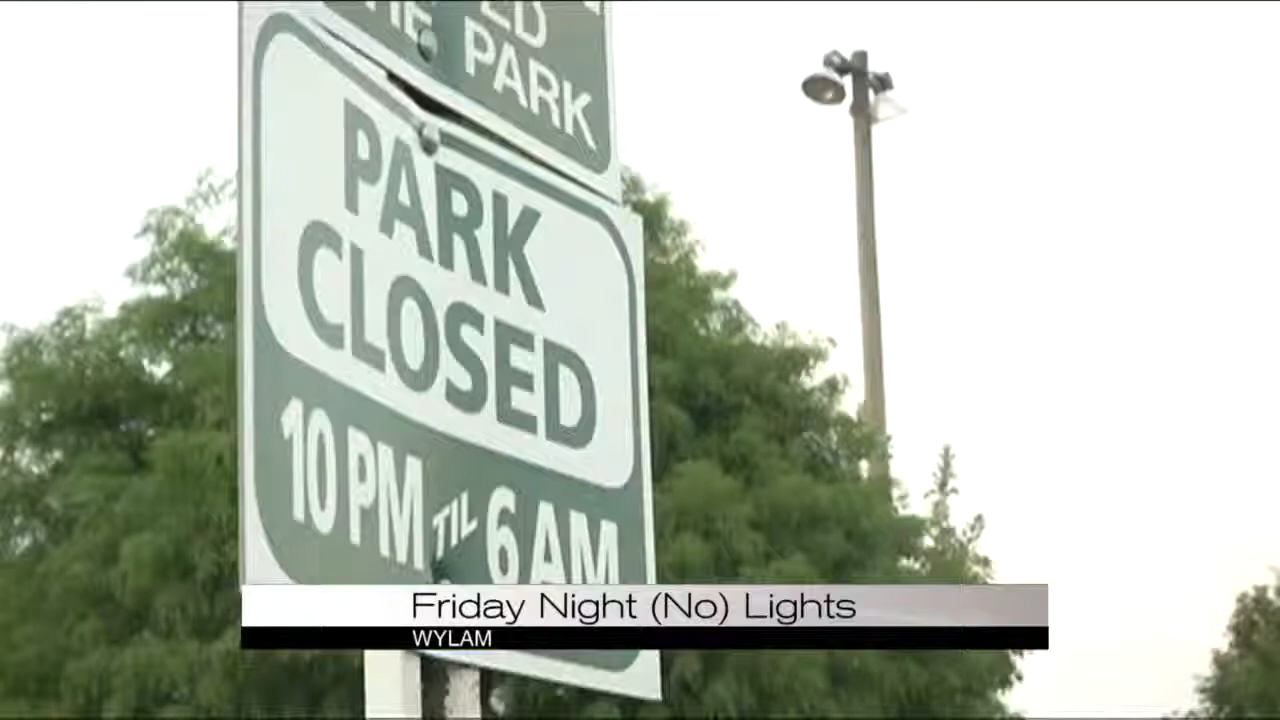 PARK
PARK
CLOSED
10 PM TIL 6 AM
Friday Night (No) Lights
WYLAM